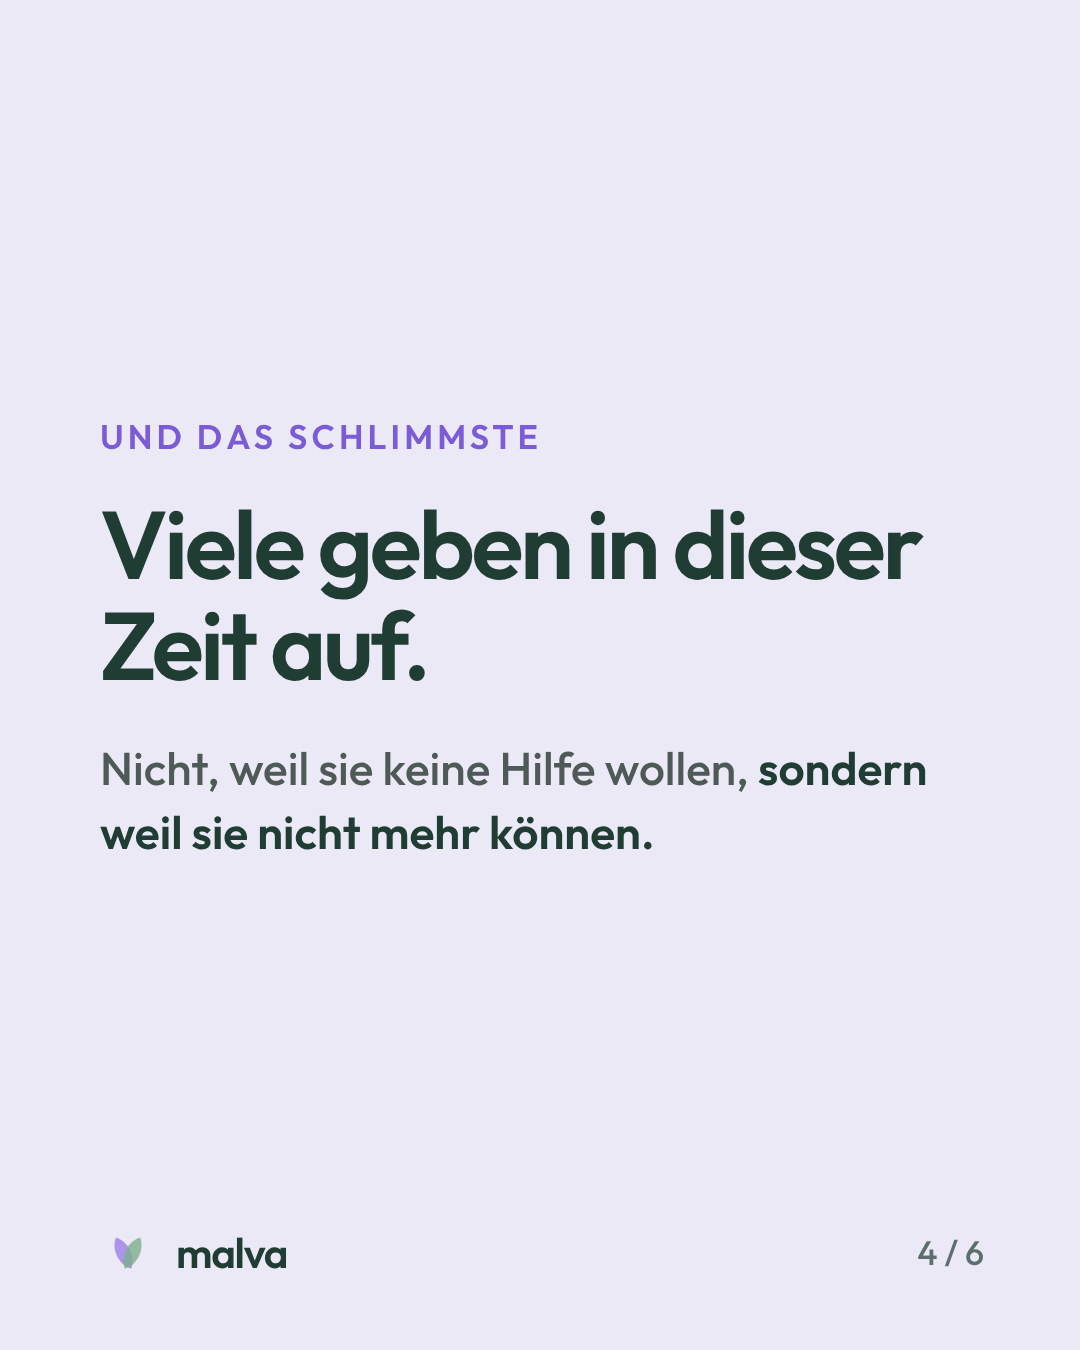 UND DAS SCHLIMMSTE
Viele geben in dieser
Zeit auf.
Nicht, weil sie keine Hilfe wollen, sondern
weil sie nicht mehr können.
malva
4 / 6